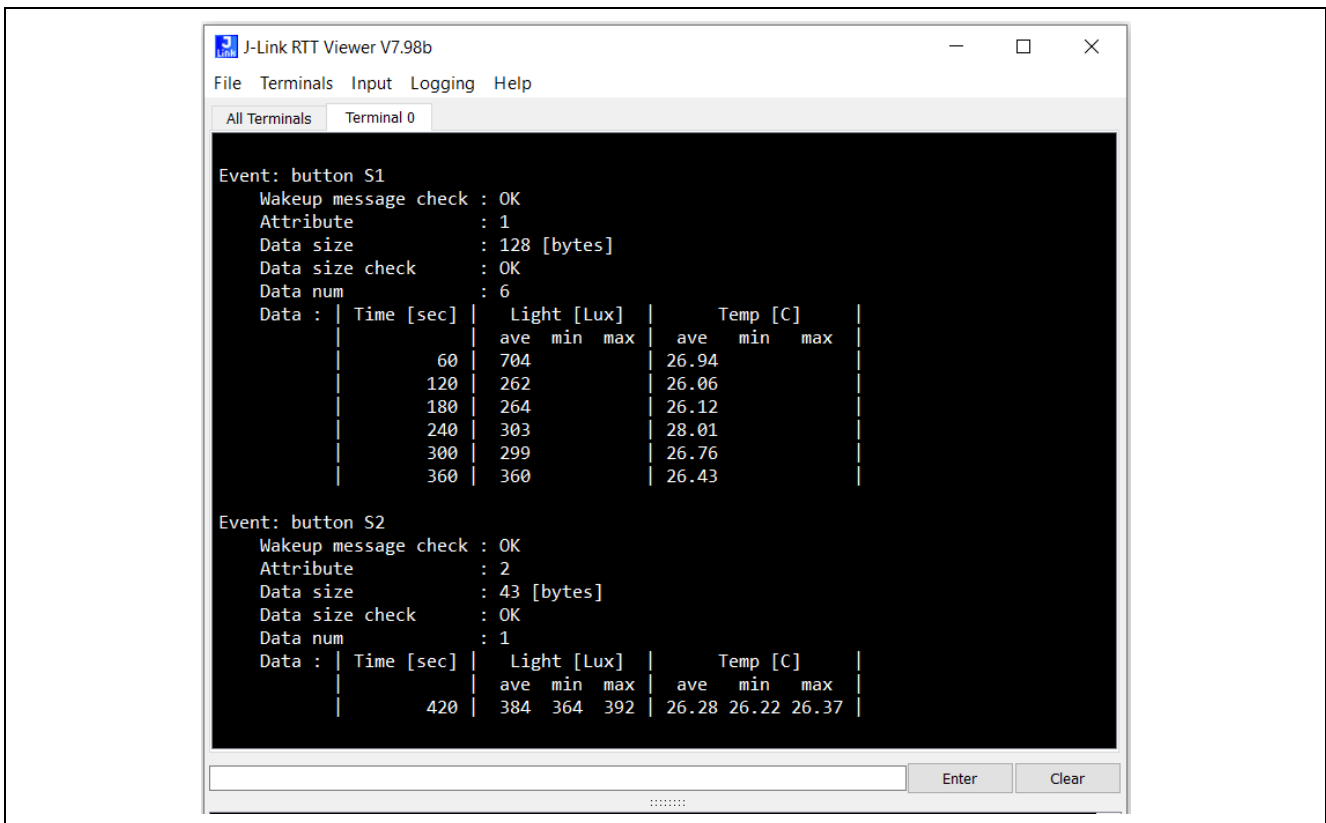 J-Link RTT Viewer V7.98b
File Terminals Input Logging Help
All Terminals Terminal 0
Event: button S1
Wakeup message check : OK
Attribute : 1
Data size : 128 [bytes]
Data size check : OK
Data num : 6
Data : | Time [sec] | Light [Lux] | Temp [C] |
| | ave min max | ave min max |
| 60 | 704 | 26.94 |
| 120 | 262 | 26.06 |
| 180 | 264 | 26.12 |
| 240 | 303 | 28.01 |
| 300 | 299 | 26.76 |
| 360 | 360 | 26.43 |
Event: button S2
Wakeup message check : OK
Attribute : 2
Data size : 43 [bytes]
Data size check : OK
Data num : 1
Data : | Time [sec] | Light [Lux] | Temp [C] |
| | ave min max | ave min max |
| 420 | 384 364 392 | 26.28 26.22 26.37 |
Enter Clear